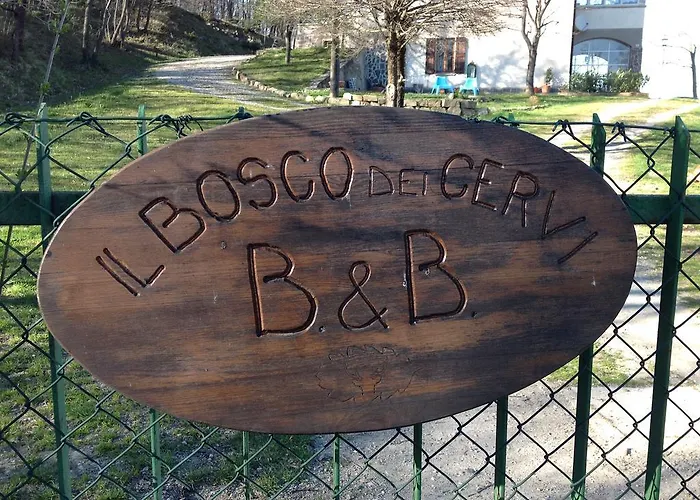 IL BOSCO DEI CERVI
B.&B.